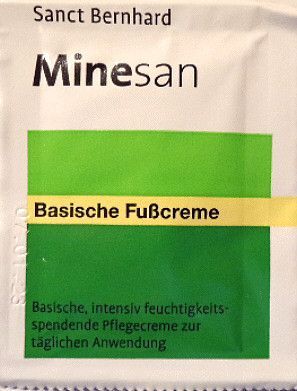 Sanct Bernhard
Minesan
Basische Fußcreme
Basische, intensiv feuchtigkeits-
spendende Pflegecreme zur
täglichen Anwendung